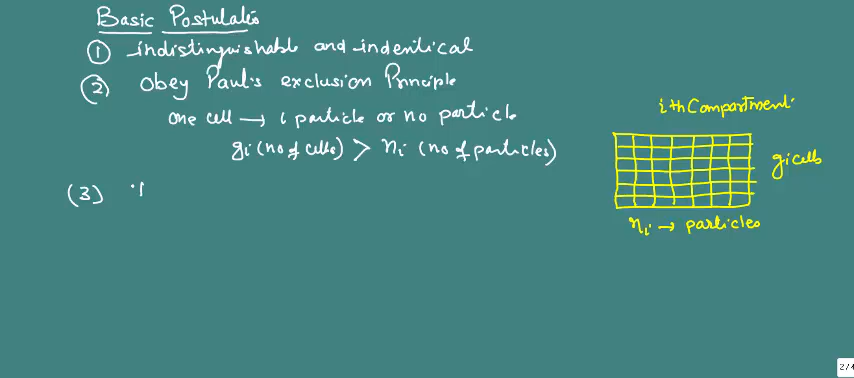 Basic Postulates
① indistinguishable and indentical
② Obey Pauli's exclusion Principle
one cell → 1 particle or no particle
gi (no of cells) > ni (no of particles)
(3)
ith Compartment
gi cells
ni → particles
2/4